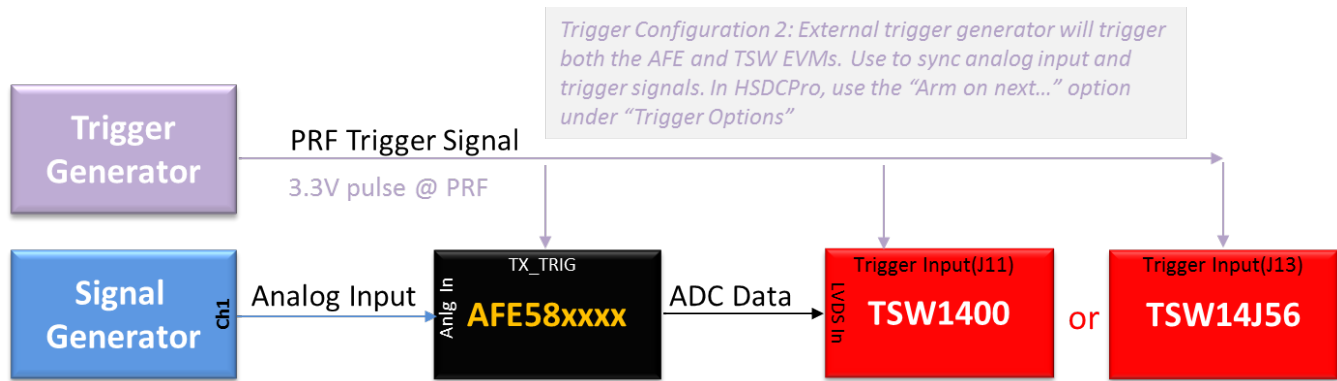 Trigger Configuration 2: External trigger generator will trigger
both the AFE and TSW EVMs. Use to sync analog input and
trigger signals. In HSDCPro, use the “Arm on next…” option
under “Trigger Options”
Trigger
Generator
PRF Trigger Signal
3.3V pulse @ PRF
Signal
Generator
Ch1
Analog Input
Anlg In
TX_TRIG
AFE58xxxx
ADC Data
LVDS In
Trigger Input(J11)
TSW1400
or
Trigger Input(J13)
TSW14J56